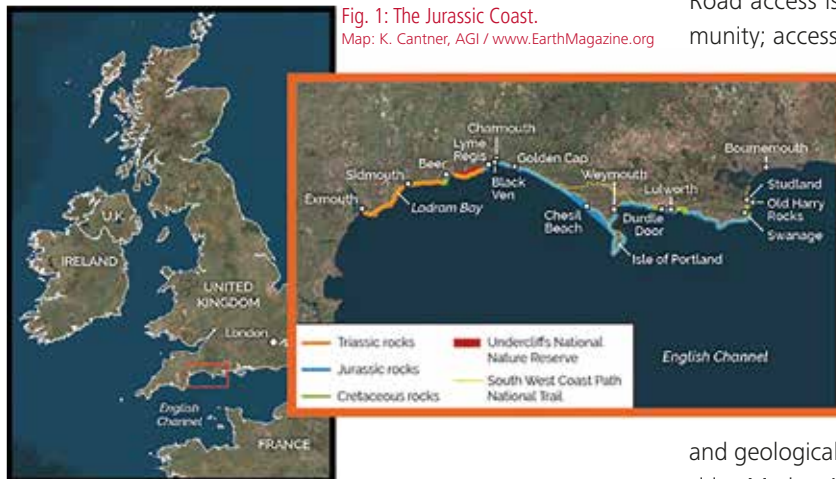 Fig. 1: The Jurassic Coast.
Map: K. Cantner, AGI / www.EarthMagazine.org
Road access is
munity; access
U.K.
IRELAND
UNITED
KINGDOM
London
English
Channel
FRANCE
Charmouth
Lyme
Regis
Golden Cap
Bournemouth
Beer
Sidmouth
Weymouth
Lulworth
Studland
Exmouth
Black
Ven
Old Harry
Rocks
Ladram Bay
Chesil
Beach
Durdle
Door
Swanage
Isle of Portland
Triassic rocks
Jurassic rocks
Cretaceous rocks
Undercliffs National
Nature Reserve
South West Coast Path
National Trail
English Channel
and geological